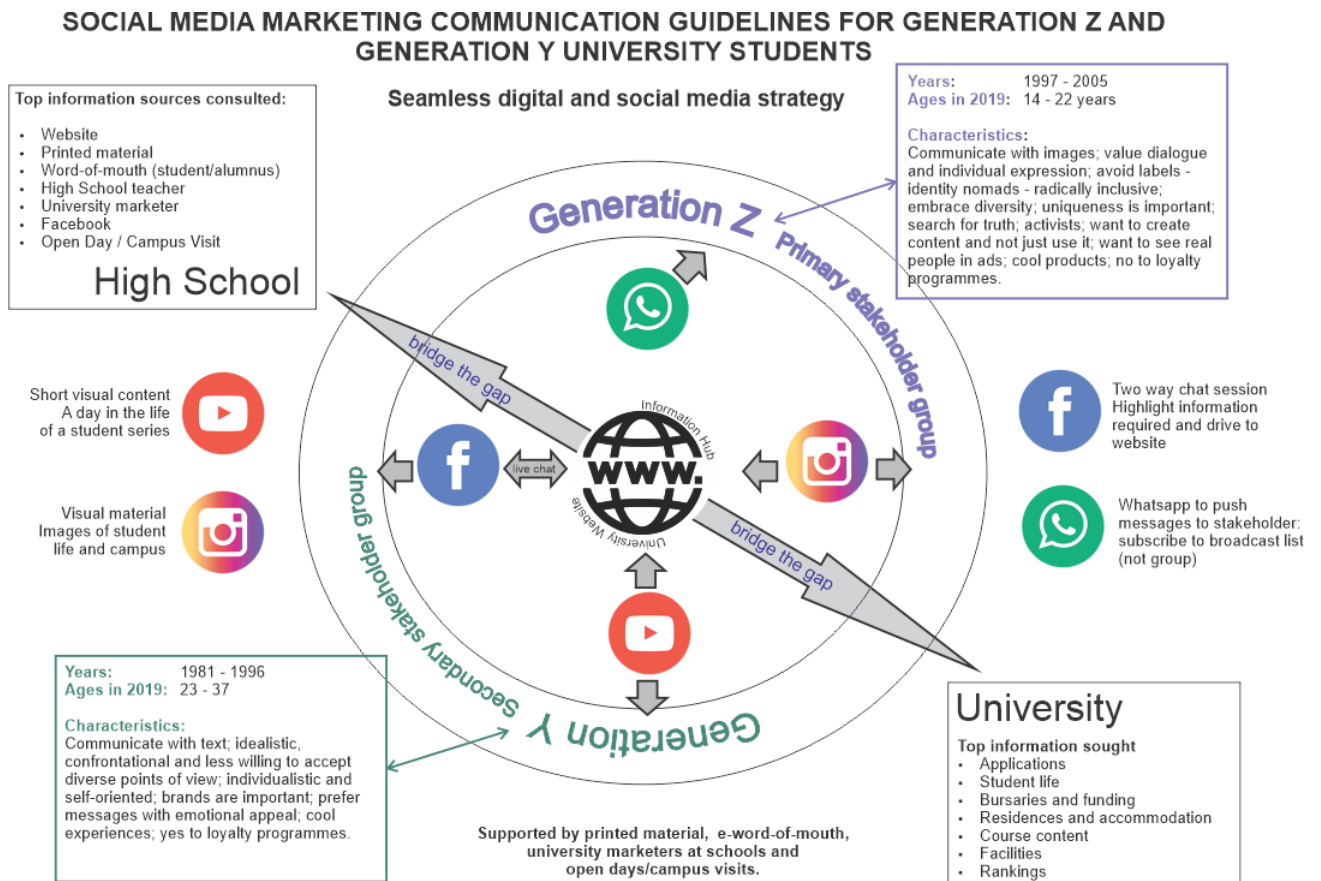 SOCIAL MEDIA MARKETING COMMUNICATION GUIDELINES FOR GENERATION Z AND
GENERATION Y UNIVERSITY STUDENTS
Seamless digital and social media strategy
Top information sources consulted:
• Website
• Printed material
• Word-of-mouth (student/alumnus)
• High School teacher
• University marketer
• Facebook
• Open Day / Campus Visit
High School
Years: 1997 - 2005
Ages in 2019: 14 - 22 years
Characteristics:
Communicate with images; value dialogue
and individual expression; avoid labels -
identity nomads - radically inclusive;
embrace diversity; uniqueness is important;
search for truth; activists; want to create
content and not just use it; want to see real
people in ads; cool products; no to loyalty
programmes.
Generation Z
Primary stakeholder group
bridge the gap
Short visual content
A day in the life
of a student series
Visual material
Images of student
life and campus
f
live chat
Information Hub
www.
University Website
bridge the gap
f
Two way chat session
Highlight information
required and drive to
website
Whatsapp to push
messages to stakeholder:
subscribe to broadcast list
(not group)
Secondary stakeholder group
Generation Y
Years: 1981 - 1996
Ages in 2019: 23 - 37
Characteristics:
Communicate with text; idealistic,
confrontational and less willing to accept
diverse points of view; individualistic and
self-oriented; brands are important; prefer
messages with emotional appeal; cool
experiences; yes to loyalty programmes.
Supported by printed material, e-word-of-mouth,
university marketers at schools and
open days/campus visits.
University
Top information sought
• Applications
• Student life
• Bursaries and funding
• Residences and accommodation
• Course content
• Facilities
• Rankings